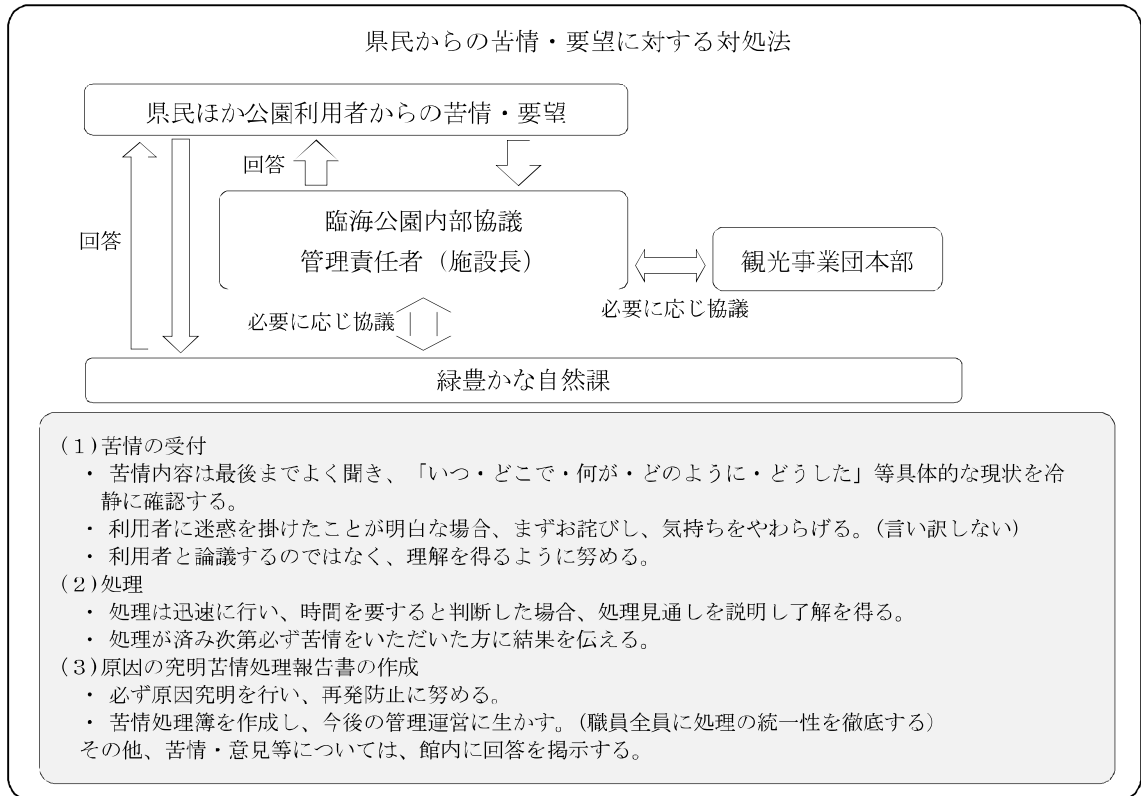 県民からの苦情・要望に対する対処法
県民ほか公園利用者からの苦情・要望
回答
臨海公園内部協議
管理責任者（施設長）
回答
観光事業団本部
必要に応じ協議
必要に応じ協議
緑豊かな自然課
(1)苦情の受付
・ 苦情内容は最後までよく聞き、「いつ・どこで・何が・どのように・どうした」等具体的な現状を冷
静に確認する。
・ 利用者に迷惑を掛けたことが明白な場合、まずお詫びし、気持ちをやわらげる。(言い訳しない)
・ 利用者と論議するのではなく、理解を得るように努める。
(2)処理
・ 処理は迅速に行い、時間を要すると判断した場合、処理見通しを説明し了解を得る。
・ 処理が済み次第必ず苦情をいただいた方に結果を伝える。
(3)原因の究明苦情処理報告書の作成
・ 必ず原因究明を行い、再発防止に努める。
・ 苦情処理簿を作成し、今後の管理運営に生かす。(職員全員に処理の統一性を徹底する)
その他、苦情・意見等については、館内に回答を掲示する。